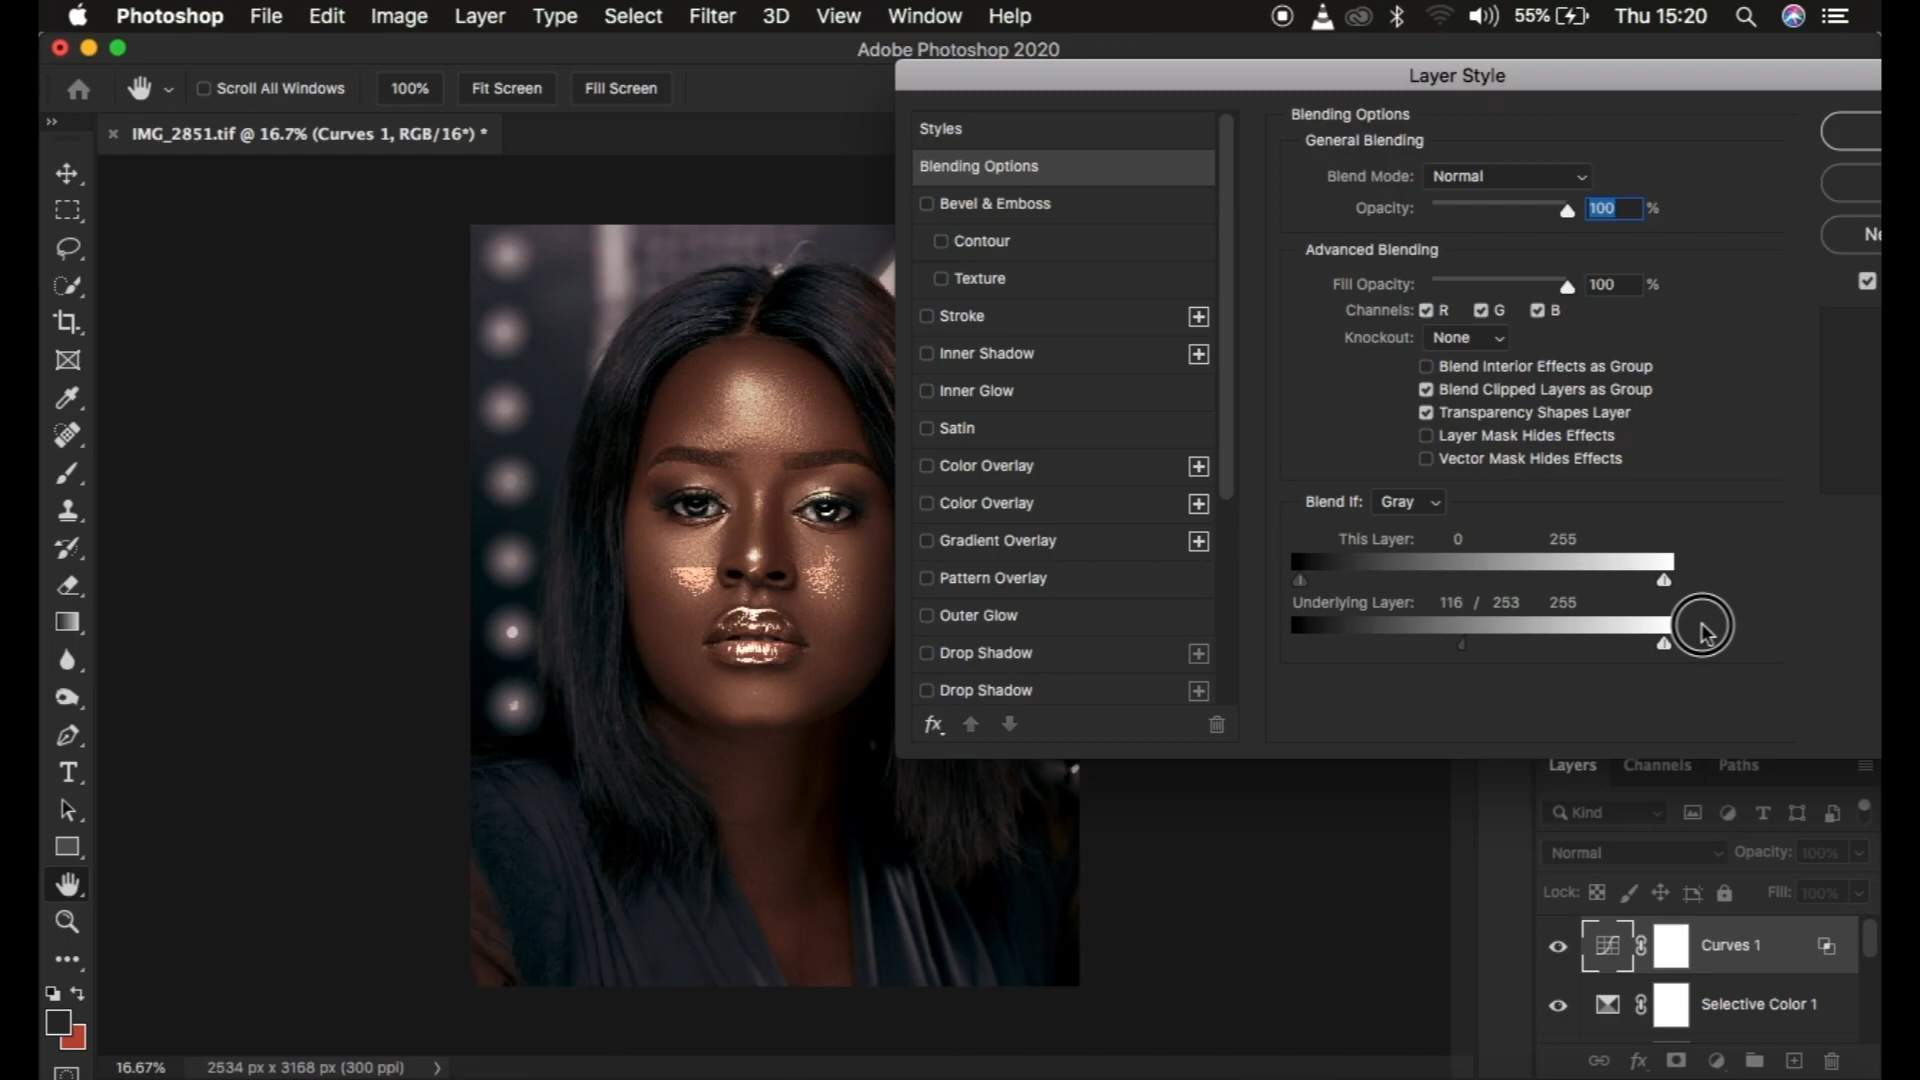 Photoshop File Edit Image Layer Type Select Filter 3D View Window Help 55% Thu 15:20
Adobe Photoshop 2020
Scroll All Windows 100% Fit Screen Fill Screen
IMG_2851.tif @ 16.7% (Curves 1, RGB/16*) *
Layer Style
Styles
Blending Options
Bevel & Emboss
Contour
Texture
Stroke
Inner Shadow
Inner Glow
Satin
Color Overlay
Color Overlay
Gradient Overlay
Pattern Overlay
Outer Glow
Drop Shadow
Drop Shadow
fx
Blending Options
General Blending
Blend Mode: Normal
Opacity: 100 %
Advanced Blending
Fill Opacity: 100 %
Channels: R G B
Knockout: None
Blend Interior Effects as Group
Blend Clipped Layers as Group
Transparency Shapes Layer
Layer Mask Hides Effects
Vector Mask Hides Effects
Blend If: Gray
This Layer: 0 255
Underlying Layer: 116 / 253 255
Ne
Layers Channels Paths
Kind
Normal Opacity: 100%
Lock: Fill: 100%
Curves 1
Selective Color 1
fx
16.67% 2534 px x 3168 px (300 ppi)